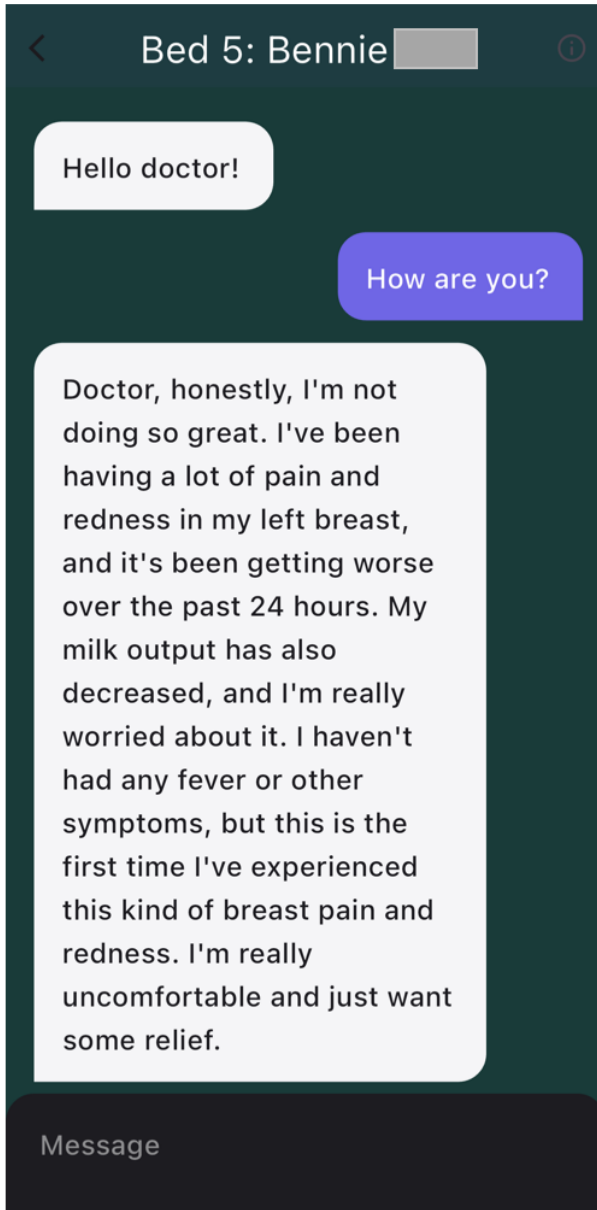 Bed 5: Bennie
Hello doctor!
How are you?
Doctor, honestly, I'm not
doing so great. I've been
having a lot of pain and
redness in my left breast,
and it's been getting worse
over the past 24 hours. My
milk output has also
decreased, and I'm really
worried about it. I haven't
had any fever or other
symptoms, but this is the
first time I've experienced
this kind of breast pain and
redness. I'm really
uncomfortable and just want
some relief.
Message